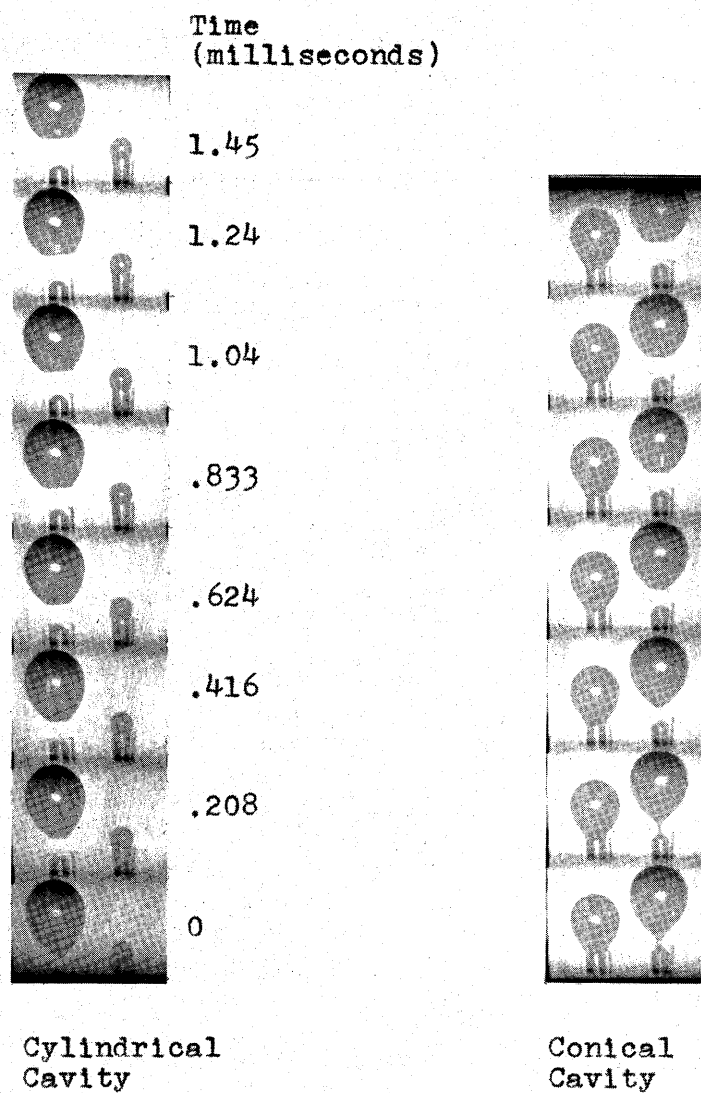 Time
(milliseconds)
1.45
1.24
1.04
.833
.624
.416
.208
0
Cylindrical
Cavity
Conical
Cavity